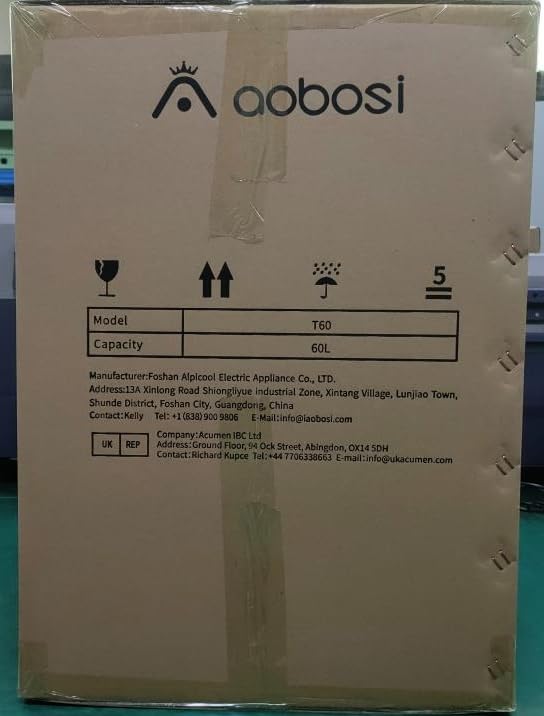 aobosi
5
Model T60
Capacity 60L
Manufacturer:Foshan Alpicool Electric Appliance Co., LTD.
Address:13A Xinlong Road Shiongliyue industrial Zone, Xintang Village, Lunjiao Town,
Shunde District, Foshan City, Guangdong, China
Contact:Kelly Tel: +1 (838) 900 9806 E-Mail:info@iaobosi.com
UK REP
Company:Acumen IBC Ltd
Address:Ground Floor, 94 Ock Street, Abingdon, OX14 5DH
Contact:Richard Kupce Tel:+44 7706338663 E-mail:info@ukacumen.com